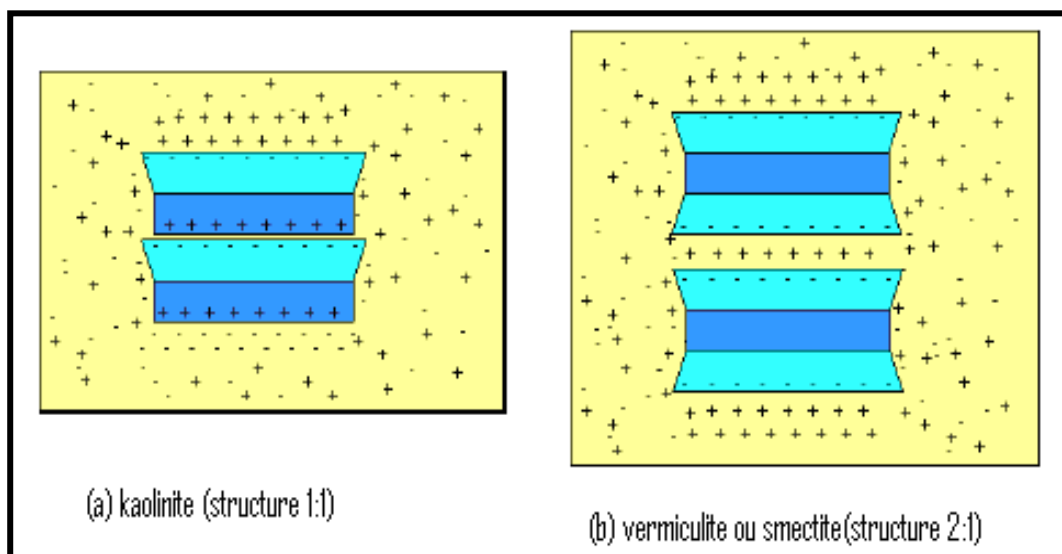 (a) kaolinite (structure 1:1)
(b) vermiculite ou smectite(structure 2:1)